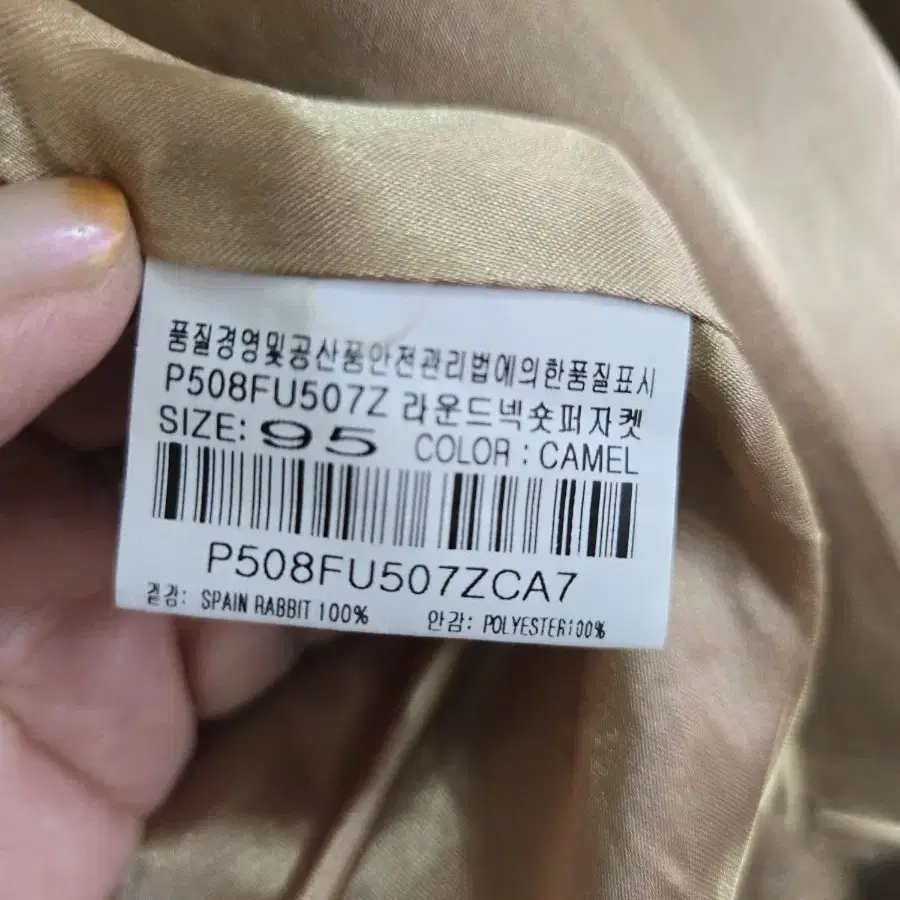 품질경영및공산품안전관리법에의한품질표시
P508FU507Z 라운드넥숏퍼자켓
SIZE: 95 COLOR : CAMEL
P508FU507ZCA7
겉감: SPAIN RABBIT 100% 안감: POLYESTER100%